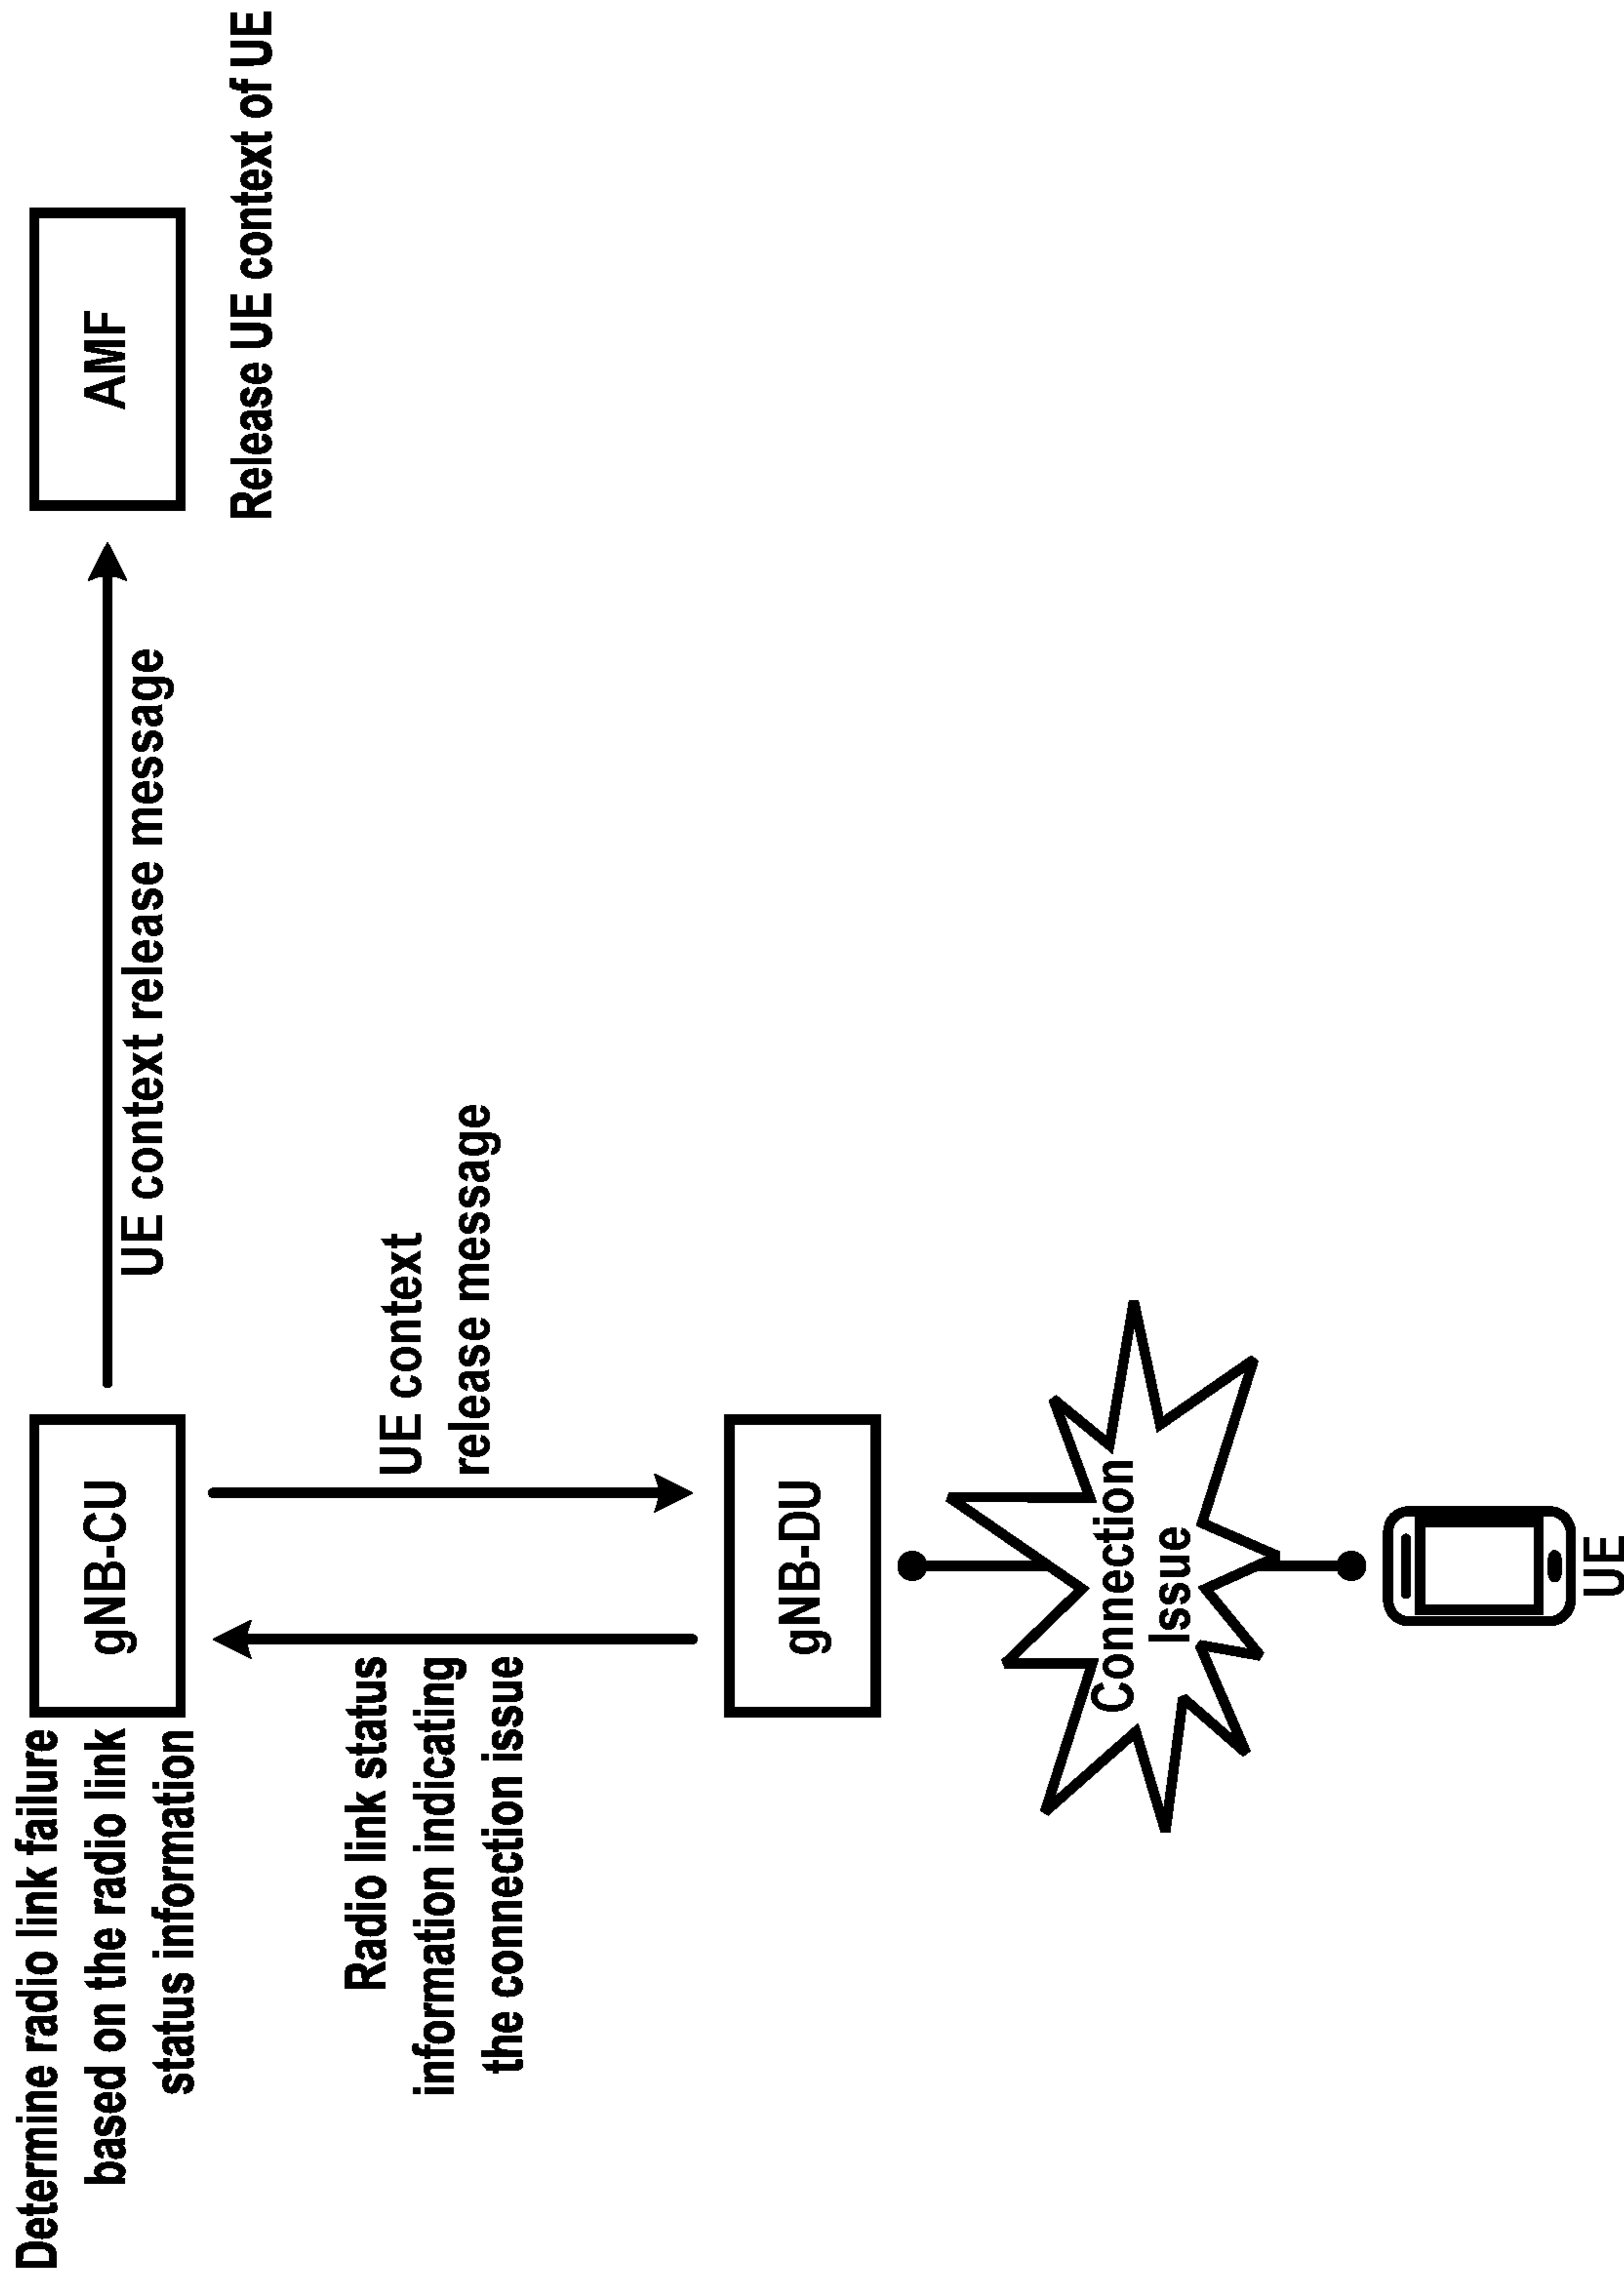 Determine radio link failure
based on the radio link
status information
gNB-CU
UE context release message
AMF
Release UE context of UE
Radio link status
information indicating
the connection issue
UE context
release message
gNB-DU
Connection
Issue
UE